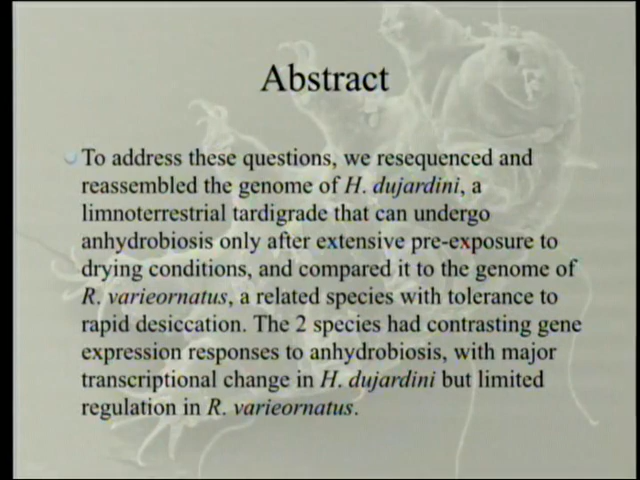 Abstract
To address these questions, we resequenced and
reassembled the genome of H. dujardini, a
limnoterrestrial tardigrade that can undergo
anhydrobiosis only after extensive pre-exposure to
drying conditions, and compared it to the genome of
R. varieornatus, a related species with tolerance to
rapid desiccation. The 2 species had contrasting gene
expression responses to anhydrobiosis, with major
transcriptional change in H. dujardini but limited
regulation in R. varieornatus.